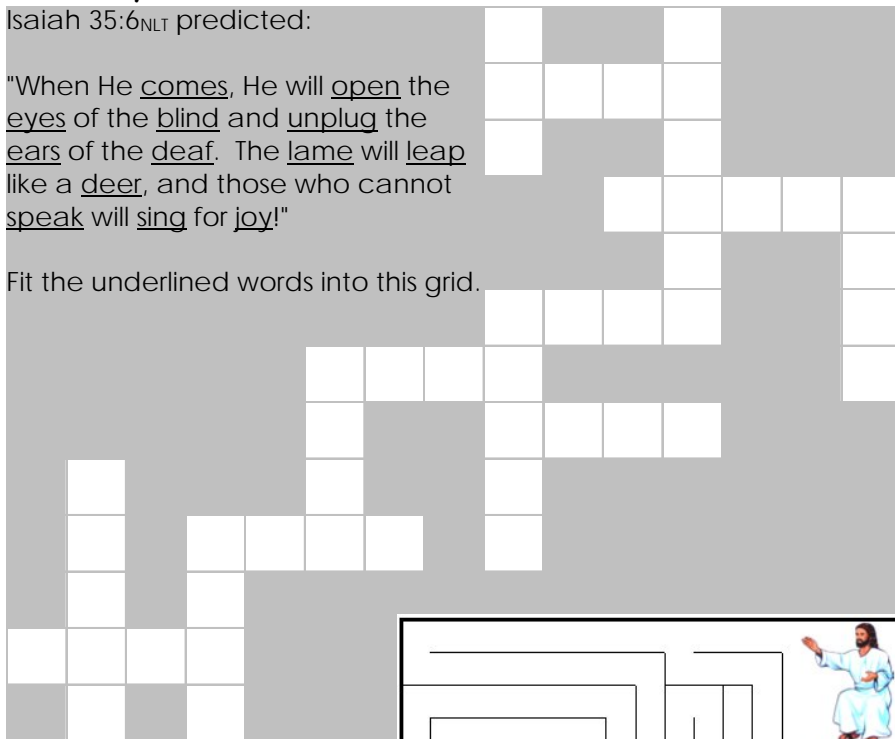 Isaiah 35:6NLT predicted:
"When He comes, He will open the
eyes of the blind and unplug the
ears of the deaf.  The lame will leap
like a deer, and those who cannot
speak will sing for joy!"
Fit the underlined words into this grid.